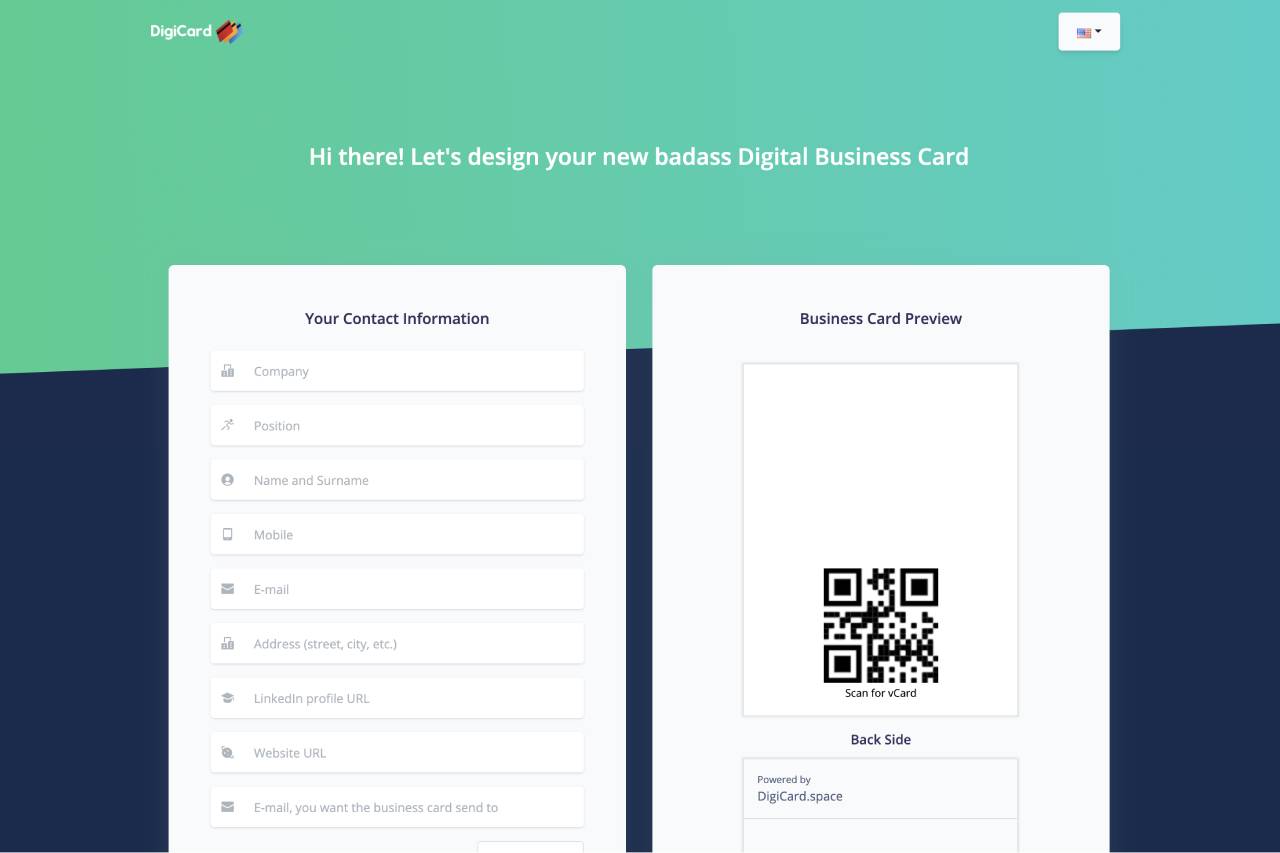 DigiCard
Hi there! Let's design your new badass Digital Business Card
Your Contact Information
Company
Position
Name and Surname
Mobile
E-mail
Address (street, city, etc.)
LinkedIn profile URL
Website URL
E-mail, you want the business card send to
Business Card Preview
Scan for vCard
Back Side
Powered by
DigiCard.space